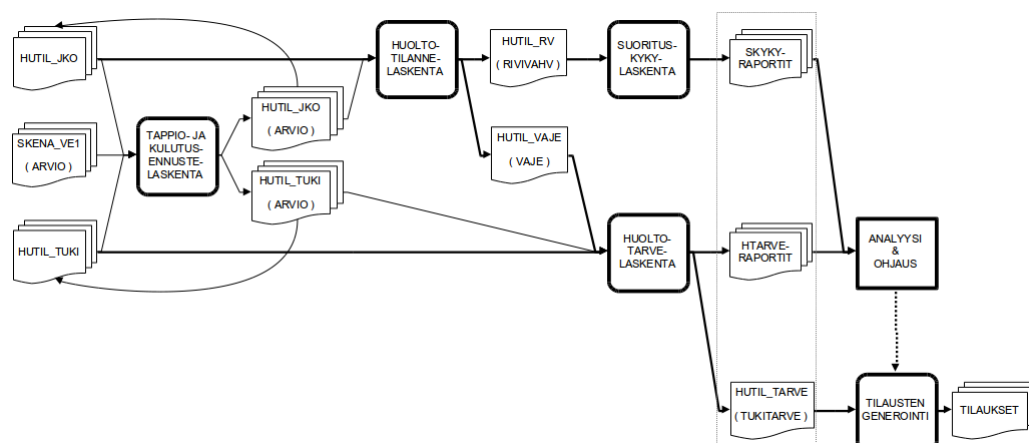 HUTIL_JKO
SKENA_VE1
( ARVIO )
HUTIL_TUKI
TAPPIO- JA
KULUTUS-
ENNUSTE-
LASKENTA
HUTIL_JKO
( ARVIO )
HUTIL_TUKI
( ARVIO )
HUOLTO-
TILANNE-
LASKENTA
HUTIL_RV
( RIVIVAHV )
HUTIL_VAJE
( VAJE )
SUORITUS-
KYKY-
LASKENTA
HUOLTO-
TARVE-
LASKENTA
SKYKY-
RAPORTIT
HTARVE-
RAPORTIT
HUTIL_TARVE
( TUKITARVE )
ANALYYSI
&
OHJAUS
TILAUSTEN
GENEROINTI
TILAUKSET